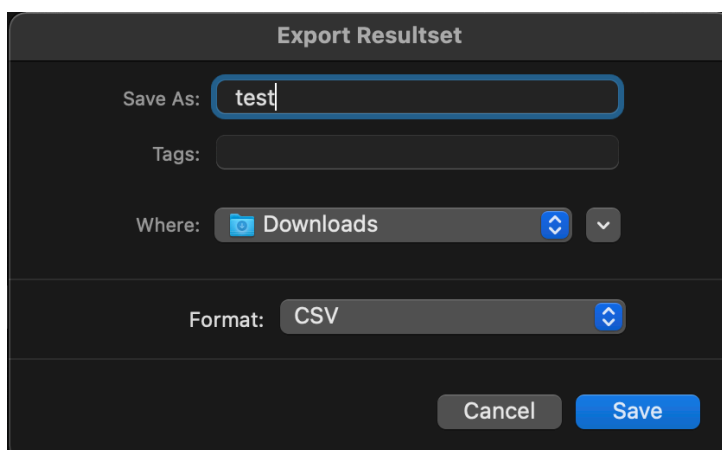 Export Resultset
Save As: test
Tags:
Where: Downloads
Format: CSV
Cancel Save